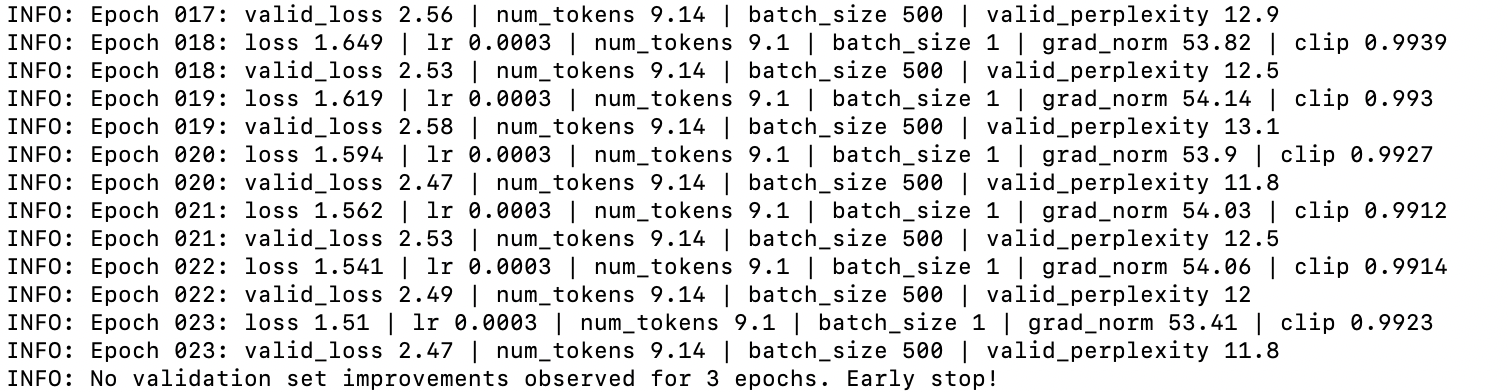 INFO: Epoch 017: valid_loss 2.56 | num_tokens 9.14 | batch_size 500 | valid_perplexity 12.9
INFO: Epoch 018: loss 1.649 | lr 0.0003 | num_tokens 9.1 | batch_size 1 | grad_norm 53.82 | clip 0.9939
INFO: Epoch 018: valid_loss 2.53 | num_tokens 9.14 | batch_size 500 | valid_perplexity 12.5
INFO: Epoch 019: loss 1.619 | lr 0.0003 | num_tokens 9.1 | batch_size 1 | grad_norm 54.14 | clip 0.993
INFO: Epoch 019: valid_loss 2.58 | num_tokens 9.14 | batch_size 500 | valid_perplexity 13.1
INFO: Epoch 020: loss 1.594 | lr 0.0003 | num_tokens 9.1 | batch_size 1 | grad_norm 53.9 | clip 0.9927
INFO: Epoch 020: valid_loss 2.47 | num_tokens 9.14 | batch_size 500 | valid_perplexity 11.8
INFO: Epoch 021: loss 1.562 | lr 0.0003 | num_tokens 9.1 | batch_size 1 | grad_norm 54.03 | clip 0.9912
INFO: Epoch 021: valid_loss 2.53 | num_tokens 9.14 | batch_size 500 | valid_perplexity 12.5
INFO: Epoch 022: loss 1.541 | lr 0.0003 | num_tokens 9.1 | batch_size 1 | grad_norm 54.06 | clip 0.9914
INFO: Epoch 022: valid_loss 2.49 | num_tokens 9.14 | batch_size 500 | valid_perplexity 12
INFO: Epoch 023: loss 1.51 | lr 0.0003 | num_tokens 9.1 | batch_size 1 | grad_norm 53.41 | clip 0.9923
INFO: Epoch 023: valid_loss 2.47 | num_tokens 9.14 | batch_size 500 | valid_perplexity 11.8
INFO: No validation set improvements observed for 3 epochs. Early stop!